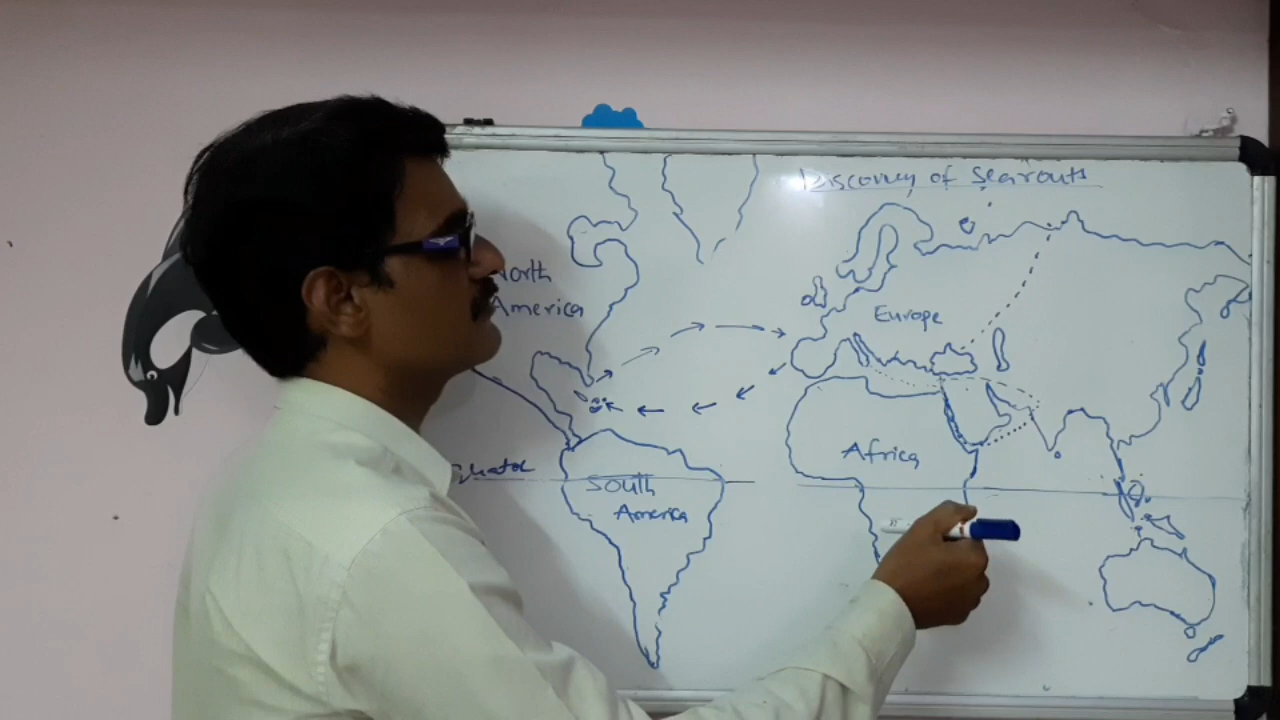 Discovery of Searouts
North
America
Europe
Africa
South
America